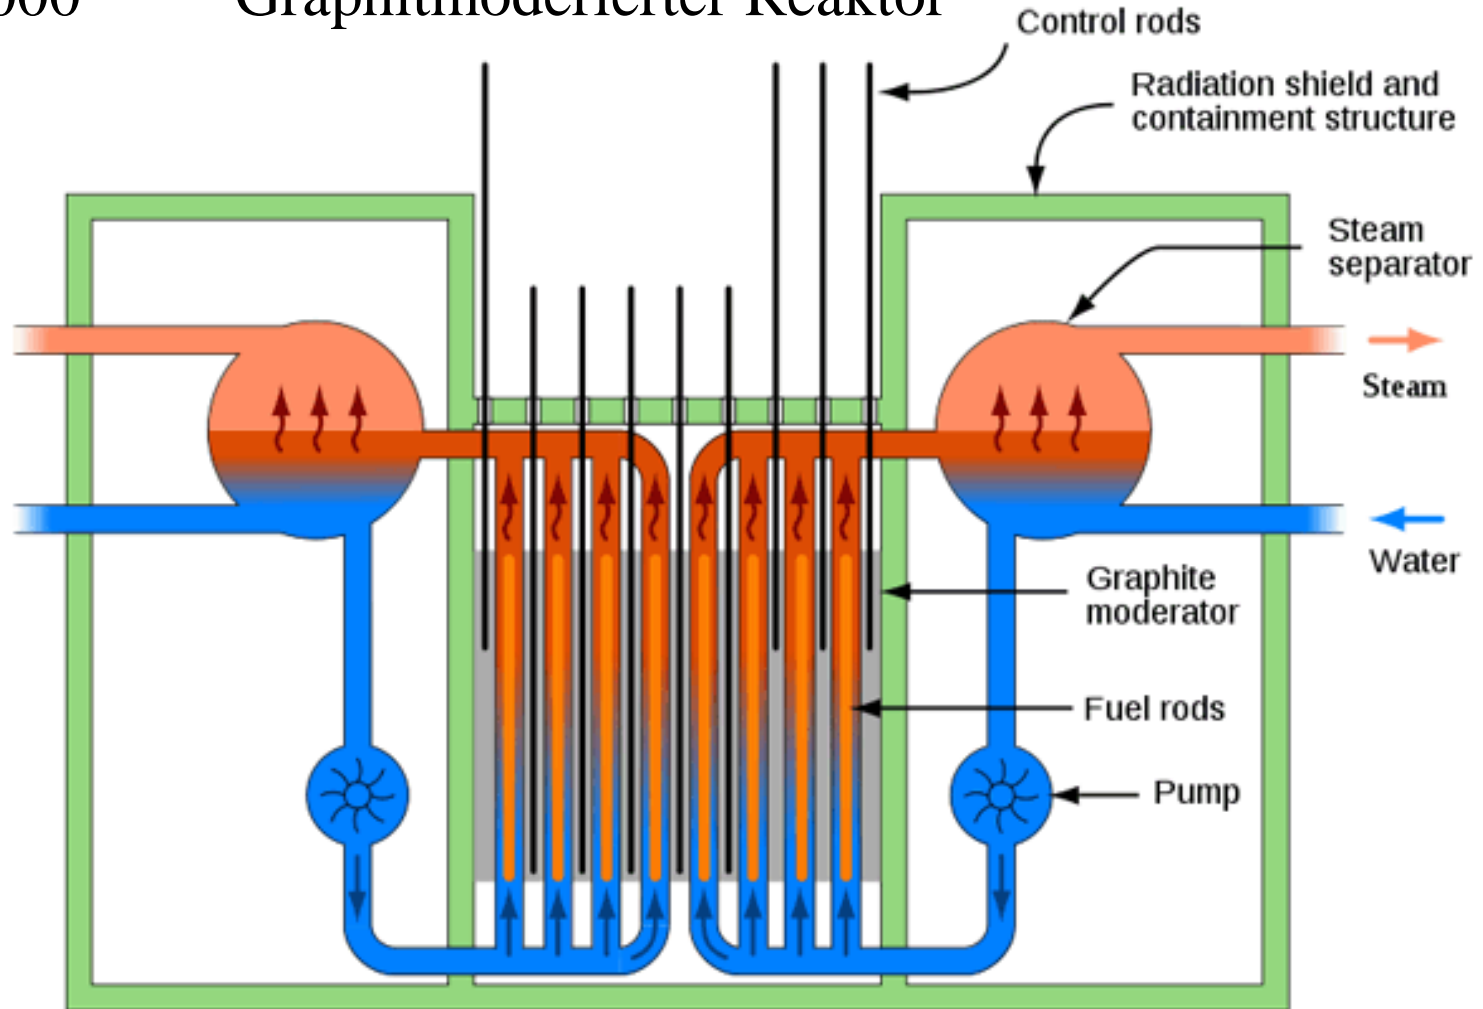 Graphitmoderierter Reaktor
Control rods
Radiation shield and
containment structure
Steam
separator
Steam
Water
Graphite
moderator
Fuel rods
Pump